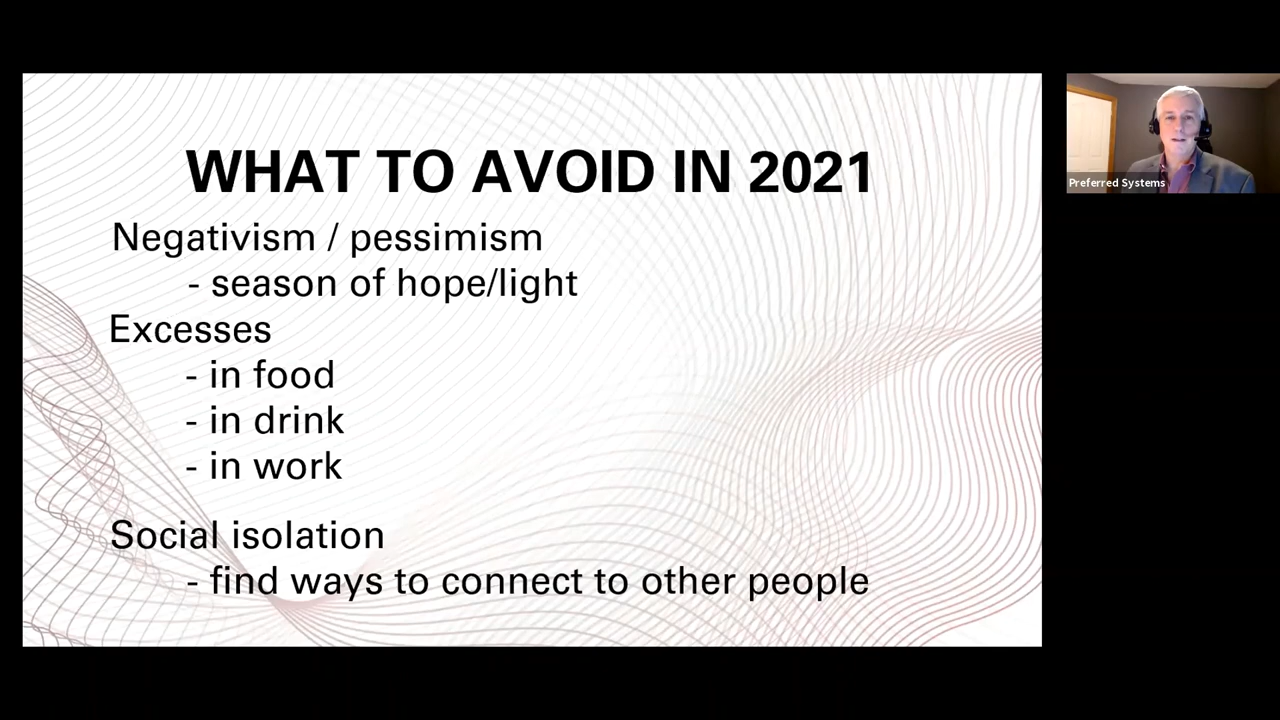 WHAT TO AVOID IN 2021
Negativism / pessimism
- season of hope/light
Excesses
- in food
- in drink
- in work
Social isolation
- find ways to connect to other people
Preferred Systems